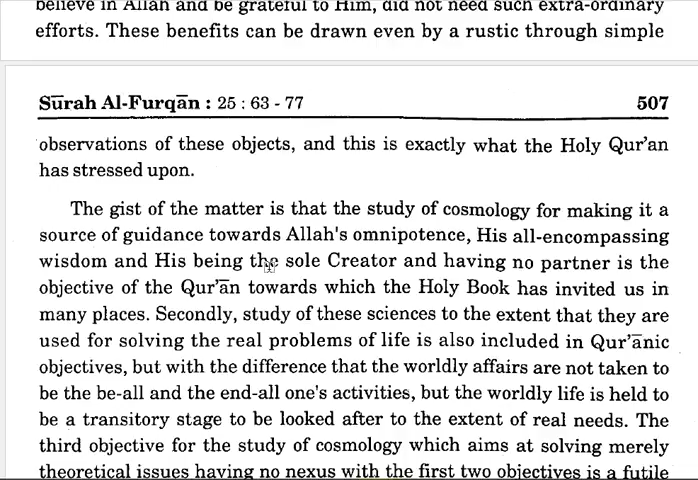 believe in Allah and be grateful to Him, did not need such extra-ordinary
efforts. These benefits can be drawn even by a rustic through simple
Sūrah Al-Furqān : 25 : 63 - 77 507
observations of these objects, and this is exactly what the Holy Qur'an
has stressed upon.
The gist of the matter is that the study of cosmology for making it a
source of guidance towards Allah's omnipotence, His all-encompassing
wisdom and His being the sole Creator and having no partner is the
objective of the Qur'ān towards which the Holy Book has invited us in
many places. Secondly, study of these sciences to the extent that they are
used for solving the real problems of life is also included in Qur'ānic
objectives, but with the difference that the worldly affairs are not taken to
be the be-all and the end-all one's activities, but the worldly life is held to
be a transitory stage to be looked after to the extent of real needs. The
third objective for the study of cosmology which aims at solving merely
theoretical issues having no nexus with the first two objectives is a futile